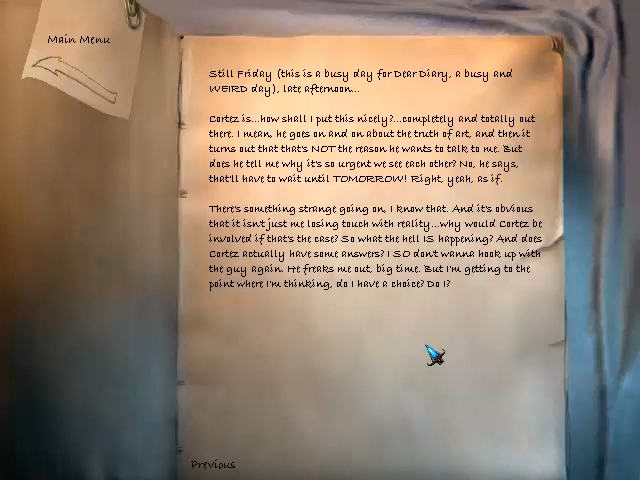 Main Menu
Still Friday (this is a busy day for Dear Diary, a busy and
WEIRD day), late afternoon...
Cortez is...how shall I put this nicely?...completely and totally out
there. I mean, he goes on and on about the truth of art, and then it
turns out that that's NOT the reason he wants to talk to me. But
does he tell me why it's so urgent we see each other? No, he says,
that'll have to wait until TOMORROW! Right, yeah, as if.
There's something strange going on, I know that. And it's obvious
that it isn't just me losing touch with reality...why would Cortez be
involved if that's the case? So what the hell IS happening? And does
Cortez actually have some answers? I SO don't wanna hook up with
the guy again. He freaks me out, big time. But I'm getting to the
point where I'm thinking, do I have a choice? Do I?
Previous